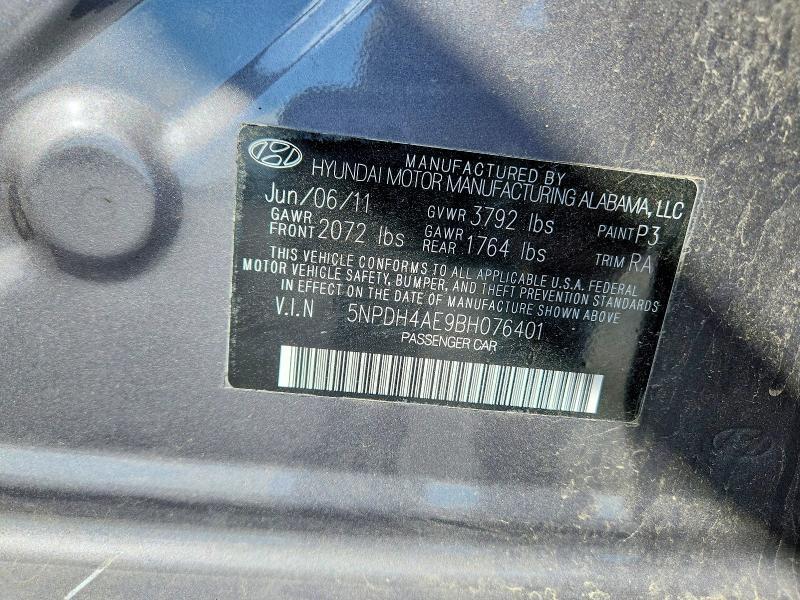 MANUFACTURED BY
HYUNDAI MOTOR MANUFACTURING ALABAMA, LLC
Jun/06/11 GVWR 3792 lbs PAINT P3
GAWR FRONT 2072 lbs GAWR REAR 1764 lbs TRIM RA
THIS VEHICLE CONFORMS TO ALL APPLICABLE U.S.A. FEDERAL
MOTOR VEHICLE SAFETY, BUMPER, AND THEFT PREVENTION STANDARDS
IN EFFECT ON THE DATE OF MANUFACTURE SHOWN ABOVE
V.I.N 5NPDH4AE9BH076401
PASSENGER CAR